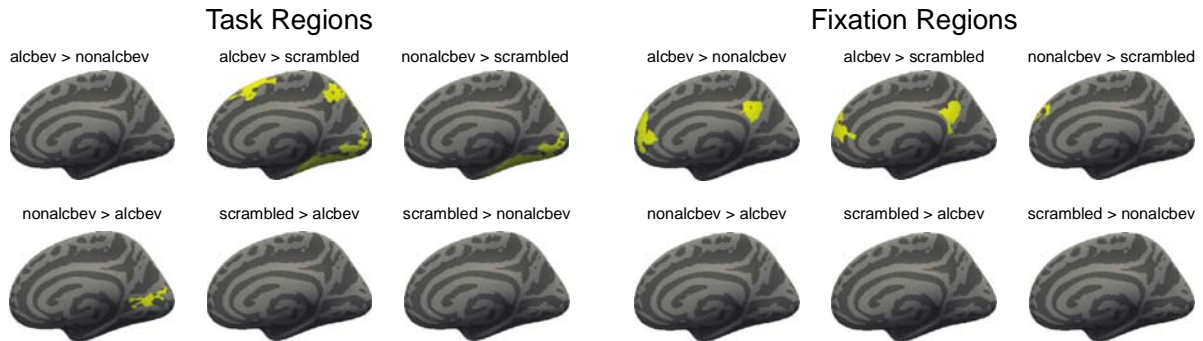 Task Regions
Fixation Regions
alcbev > nonalcbev
alcbev > scrambled
nonalcbev > scrambled
alcbev > nonalcbev
alcbev > scrambled
nonalcbev > scrambled
nonalcbev > alcbev
scrambled > alcbev
scrambled > nonalcbev
nonalcbev > alcbev
scrambled > alcbev
scrambled > nonalcbev